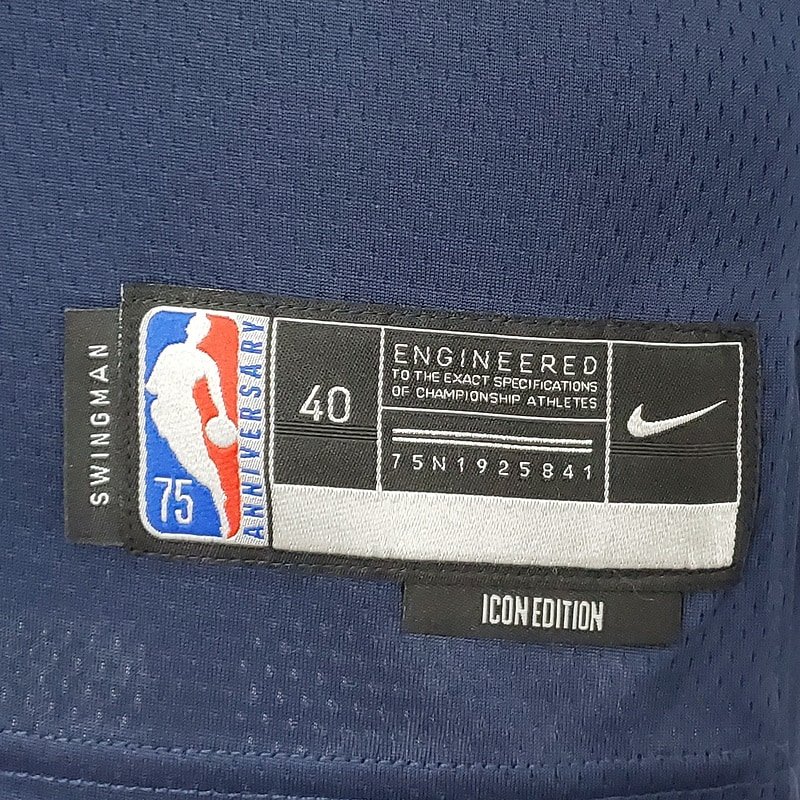 SWINGMAN
75
ANNIVERSARY
40
ENGINEERED
TO THE EXACT SPECIFICATIONS
OF CHAMPIONSHIP ATHLETES
75N1925841
ICON EDITION